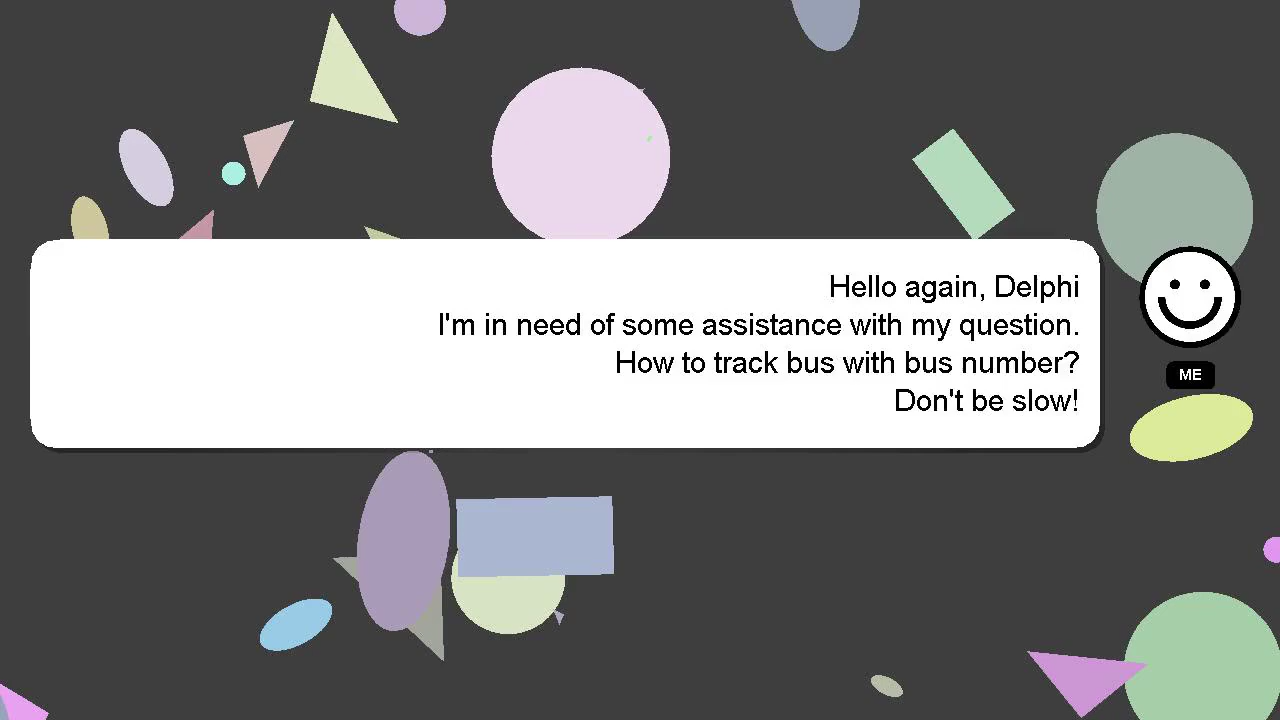 Hello again, Delphi
I'm in need of some assistance with my question.
How to track bus with bus number?
Don't be slow!
ME